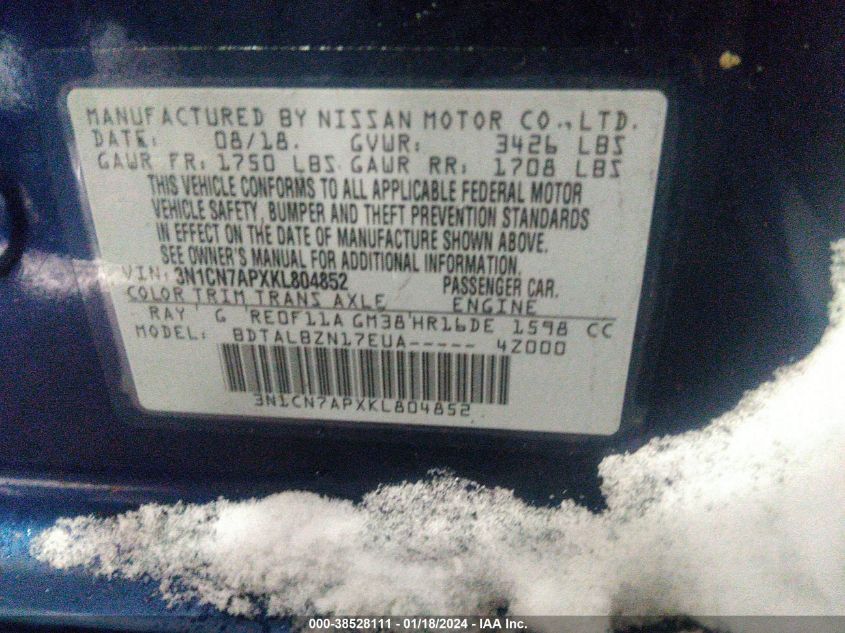 MANUFACTURED BY NISSAN MOTOR CO.,LTD.
DATE: 08/18. GVWR: 3426 LBS
GAWR FR: 1750 LBS GAWR RR: 1708 LBS
THIS VEHICLE CONFORMS TO ALL APPLICABLE FEDERAL MOTOR
VEHICLE SAFETY, BUMPER AND THEFT PREVENTION STANDARDS
IN EFFECT ON THE DATE OF MANUFACTURE SHOWN ABOVE.
SEE OWNER'S MANUAL FOR ADDITIONAL INFORMATION.
VIN: 3N1CN7APXKL804852 PASSENGER CAR.
COLOR TRIM TRANS AXLE ENGINE
RAY G RE0F11A GM38 HR16DE 1598 CC
MODEL: BDTALBZN17EUA----- 4Z000
3N1CN7APXKL804852
000-38528111 - 01/18/2024 - IAA Inc.